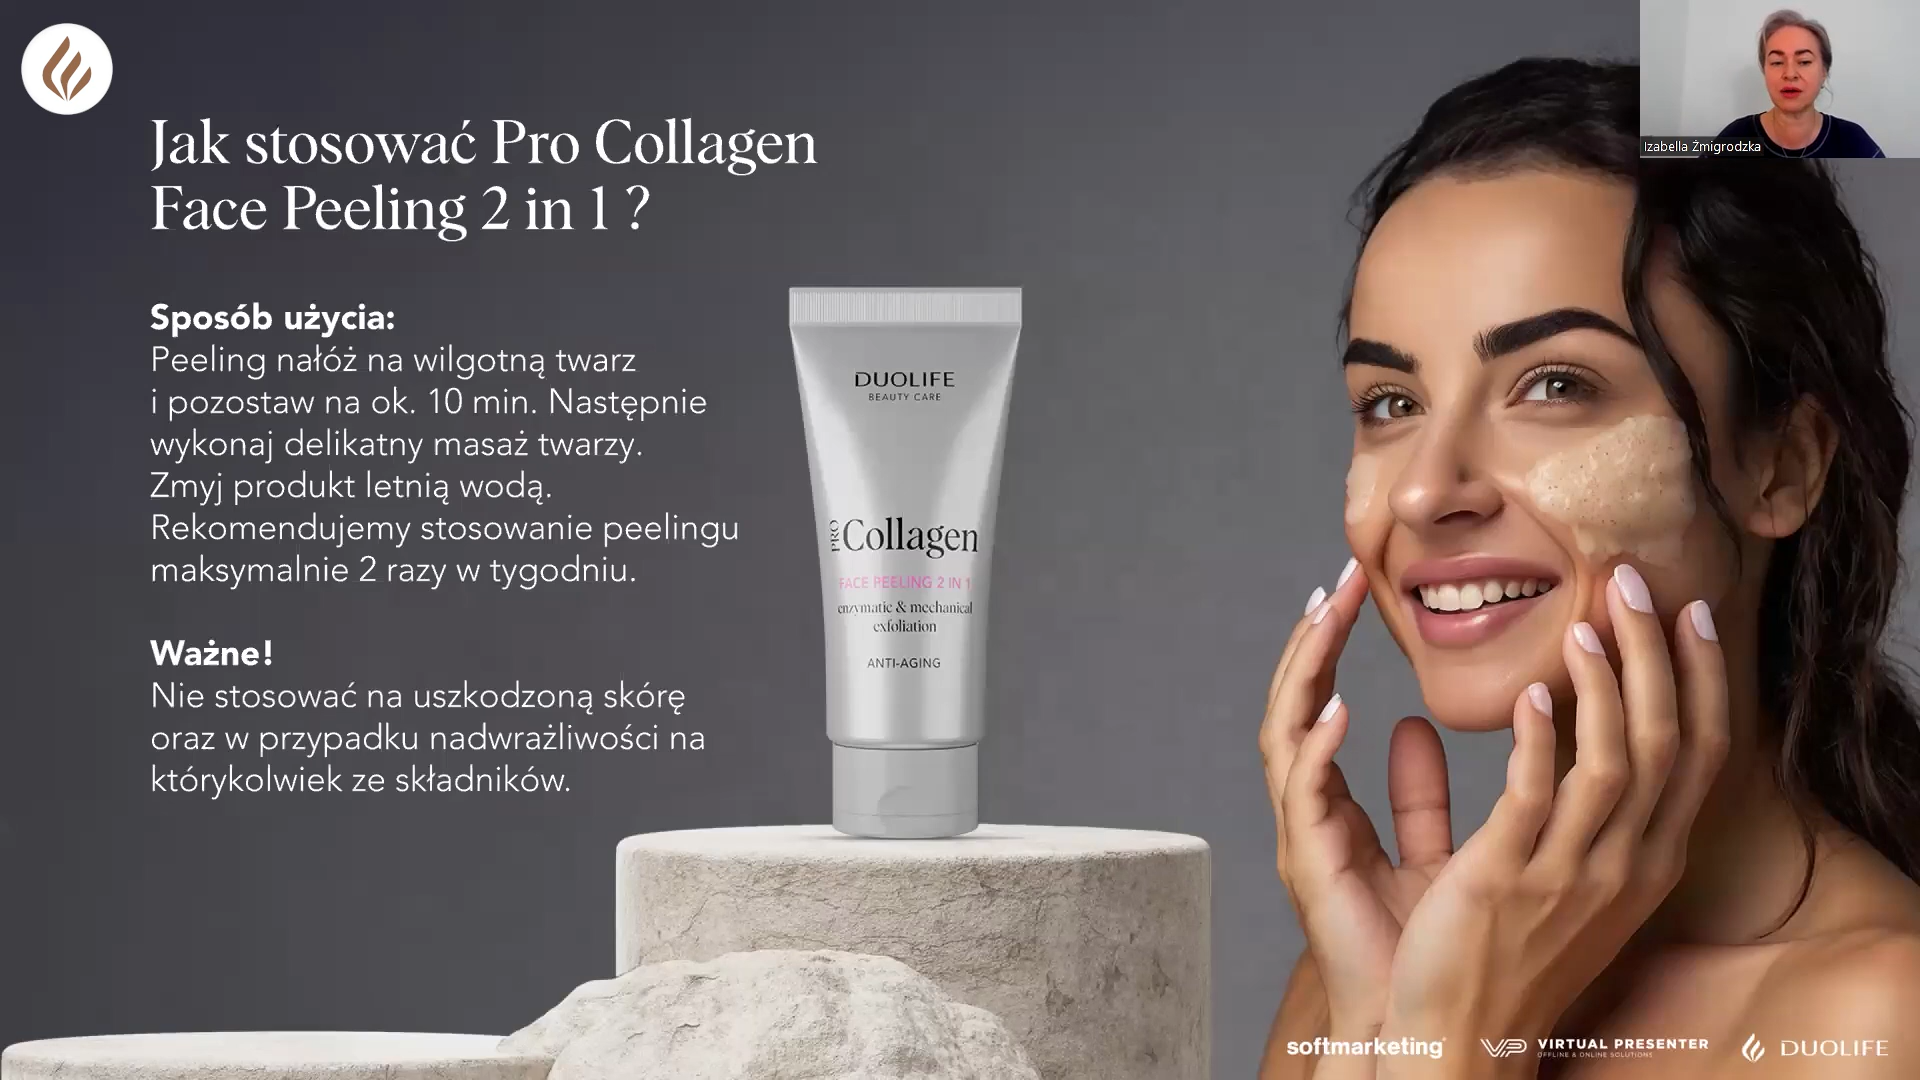 Jak stosować Pro Collagen
Face Peeling 2 in 1 ?
Sposób użycia:
Peeling nałóż na wilgotną twarz
i pozostaw na ok. 10 min. Następnie
wykonaj delikatny masaż twarzy.
Zmyj produkt letnią wodą.
Rekomendujemy stosowanie peelingu
maksymalnie 2 razy w tygodniu.
Ważne!
Nie stosować na uszkodzoną skórę
oraz w przypadku nadwrażliwości na
którykolwiek ze składników.
DUOLIFE
BEAUTY CARE
PRO Collagen
FACE PEELING 2 IN 1
enzymatic & mechanical
exfoliation
ANTI-AGING
Izabella Żmigrodzka
softmarketing
VP VIRTUAL PRESENTER
OFFLINE & ONLINE SOLUTIONS
DUOLIFE